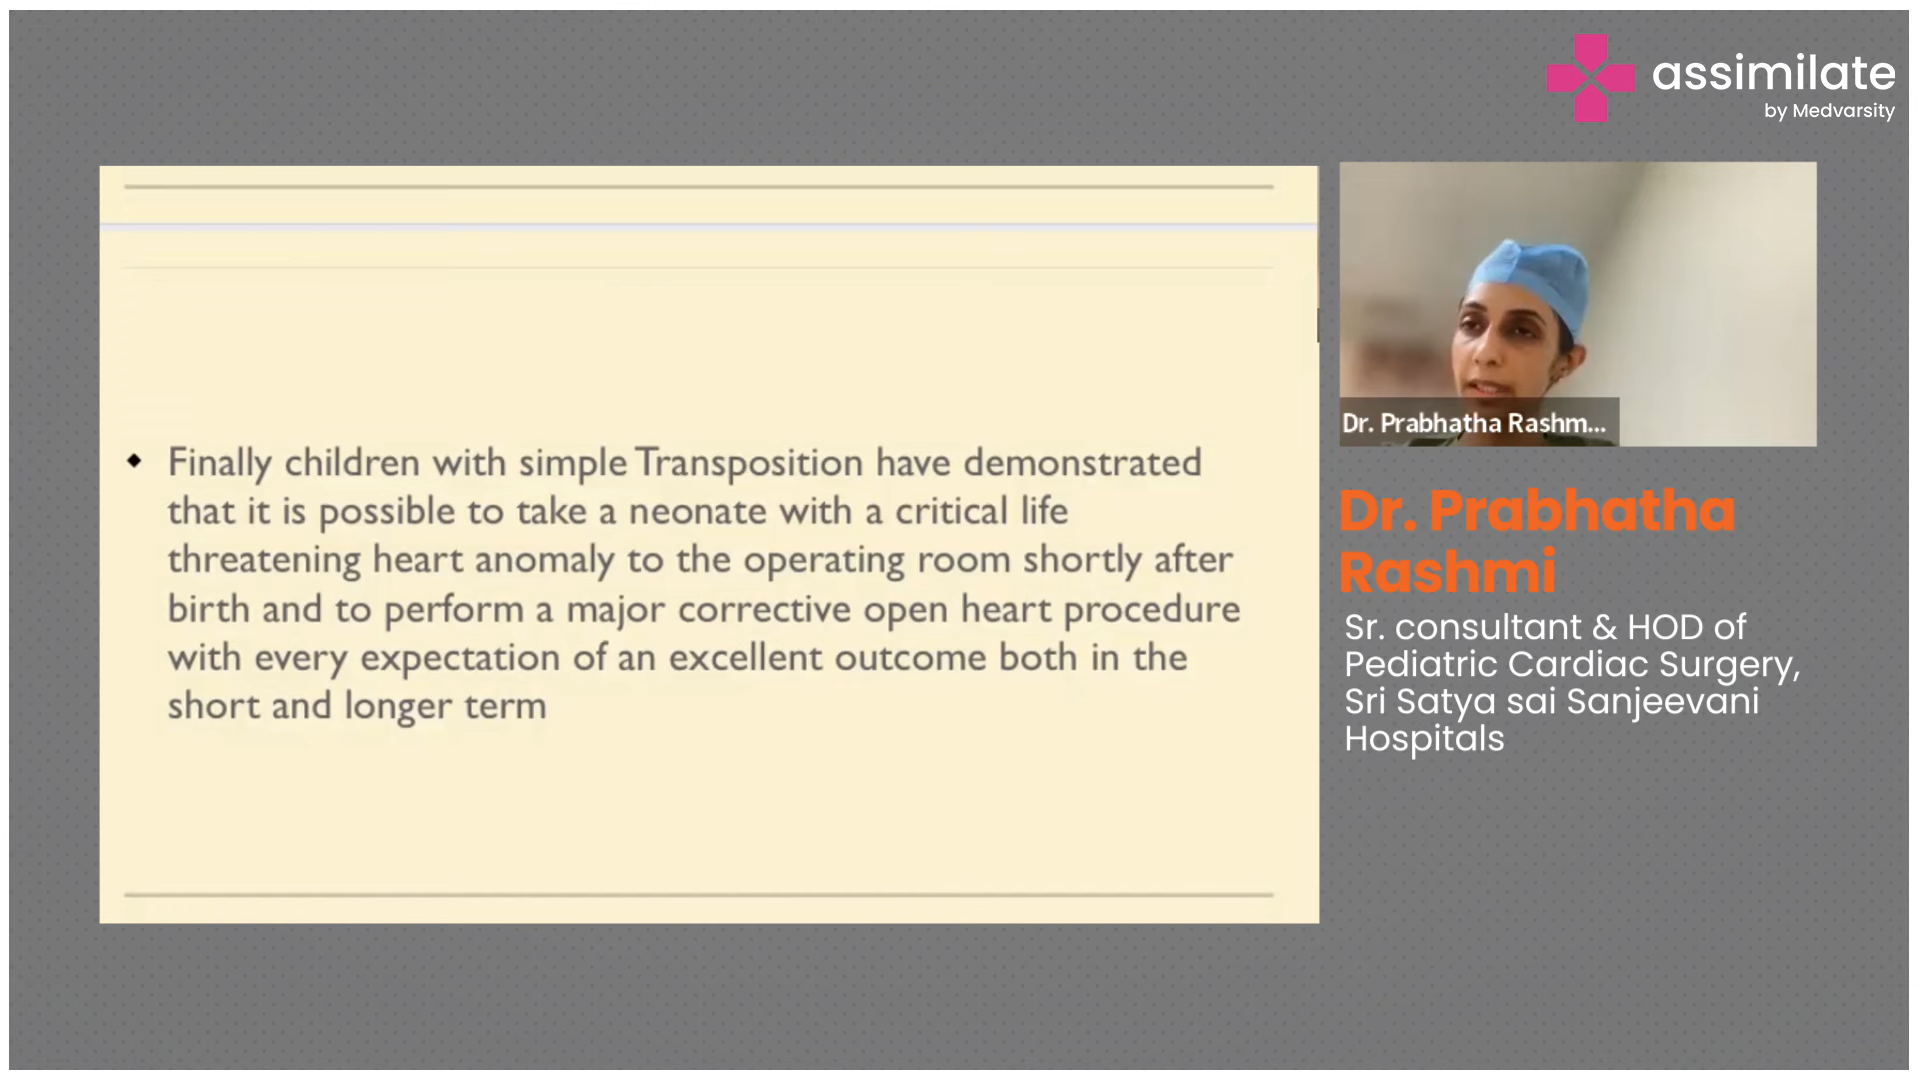 assimilate
by Medvarsity
Finally children with simple Transposition have demonstrated
that it is possible to take a neonate with a critical life
threatening heart anomaly to the operating room shortly after
birth and to perform a major corrective open heart procedure
with every expectation of an excellent outcome both in the
short and longer term
Dr. Prabhatha Rashm...
Dr. Prabhatha
Rashmi
Sr. consultant & HOD of
Pediatric Cardiac Surgery,
Sri Satya sai Sanjeevani
Hospitals